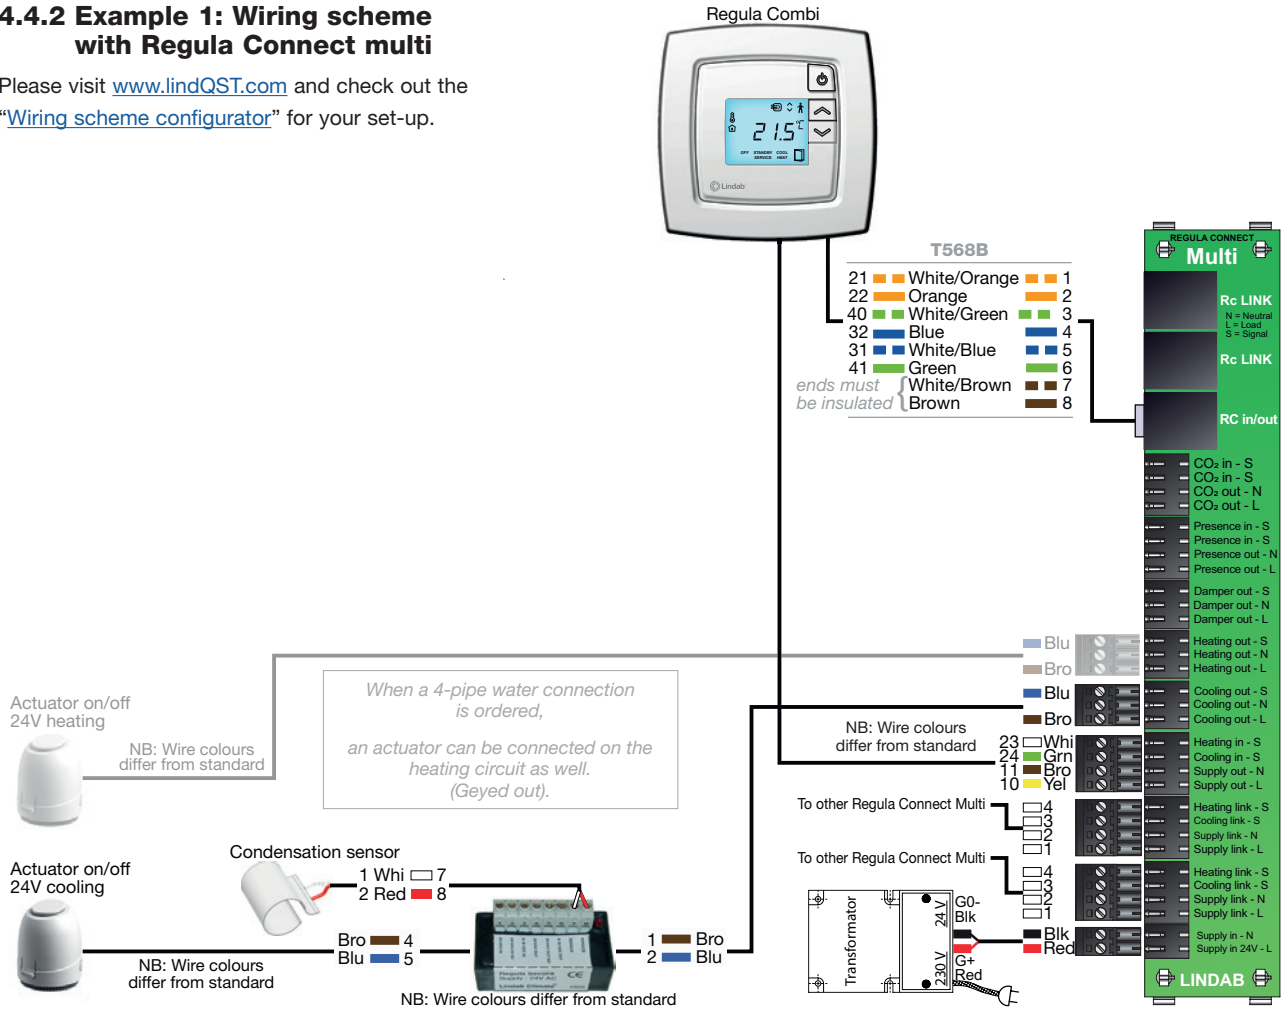 4.4.2 Example 1: Wiring scheme
with Regula Connect multi
Please visit www.lindQST.com and check out the
“Wiring scheme configurator” for your set-up.
Regula Combi
21.5
°C
OFF STANDBY COOL
SERVICE HEAT
Lindab
T568B
21 White/Orange 1
22 Orange 2
40 White/Green 3
32 Blue 4
31 White/Blue 5
41 Green 6
ends must White/Brown 7
be insulated Brown 8
REGULA CONNECT
Multi
Rc LINK
N = Neutral
L = Load
S = Signal
Rc LINK
RC in/out
CO₂ in - S
CO₂ in - S
CO₂ out - N
CO₂ out - L
Presence in - S
Presence in - S
Presence out - N
Presence out - L
Damper out - S
Damper out - N
Damper out - L
Blu
Bro
Heating out - S
Heating out - N
Heating out - L
Blu
Bro
Cooling out - S
Cooling out - N
Cooling out - L
NB: Wire colours
differ from standard
23 Whi
24 Grn
11 Bro
10 Yel
Heating in - S
Cooling in - S
Supply out - N
Supply out - L
To other Regula Connect Multi
4
3
2
1
Heating link - S
Cooling link - S
Supply link - N
Supply link - L
To other Regula Connect Multi
4
3
2
1
Heating link - S
Cooling link - S
Supply link - N
Supply link - L
Transformator
24 V
230 V
G0-
Blk
G+
Red
Blk
Red
Supply in - N
Supply in 24V - L
LINDAB
Actuator on/off
24V heating
NB: Wire colours
differ from standard
When a 4-pipe water connection
is ordered,
an actuator can be connected on the
heating circuit as well.
(Geyed out).
Actuator on/off
24V cooling
NB: Wire colours
differ from standard
Condensation sensor
1 Whi 7
2 Red 8
Bro 4
Blu 5
Regula Secura
Supply - 24V AC
Lindab Climate
CE
1 Bro
2 Blu
NB: Wire colours differ from standard